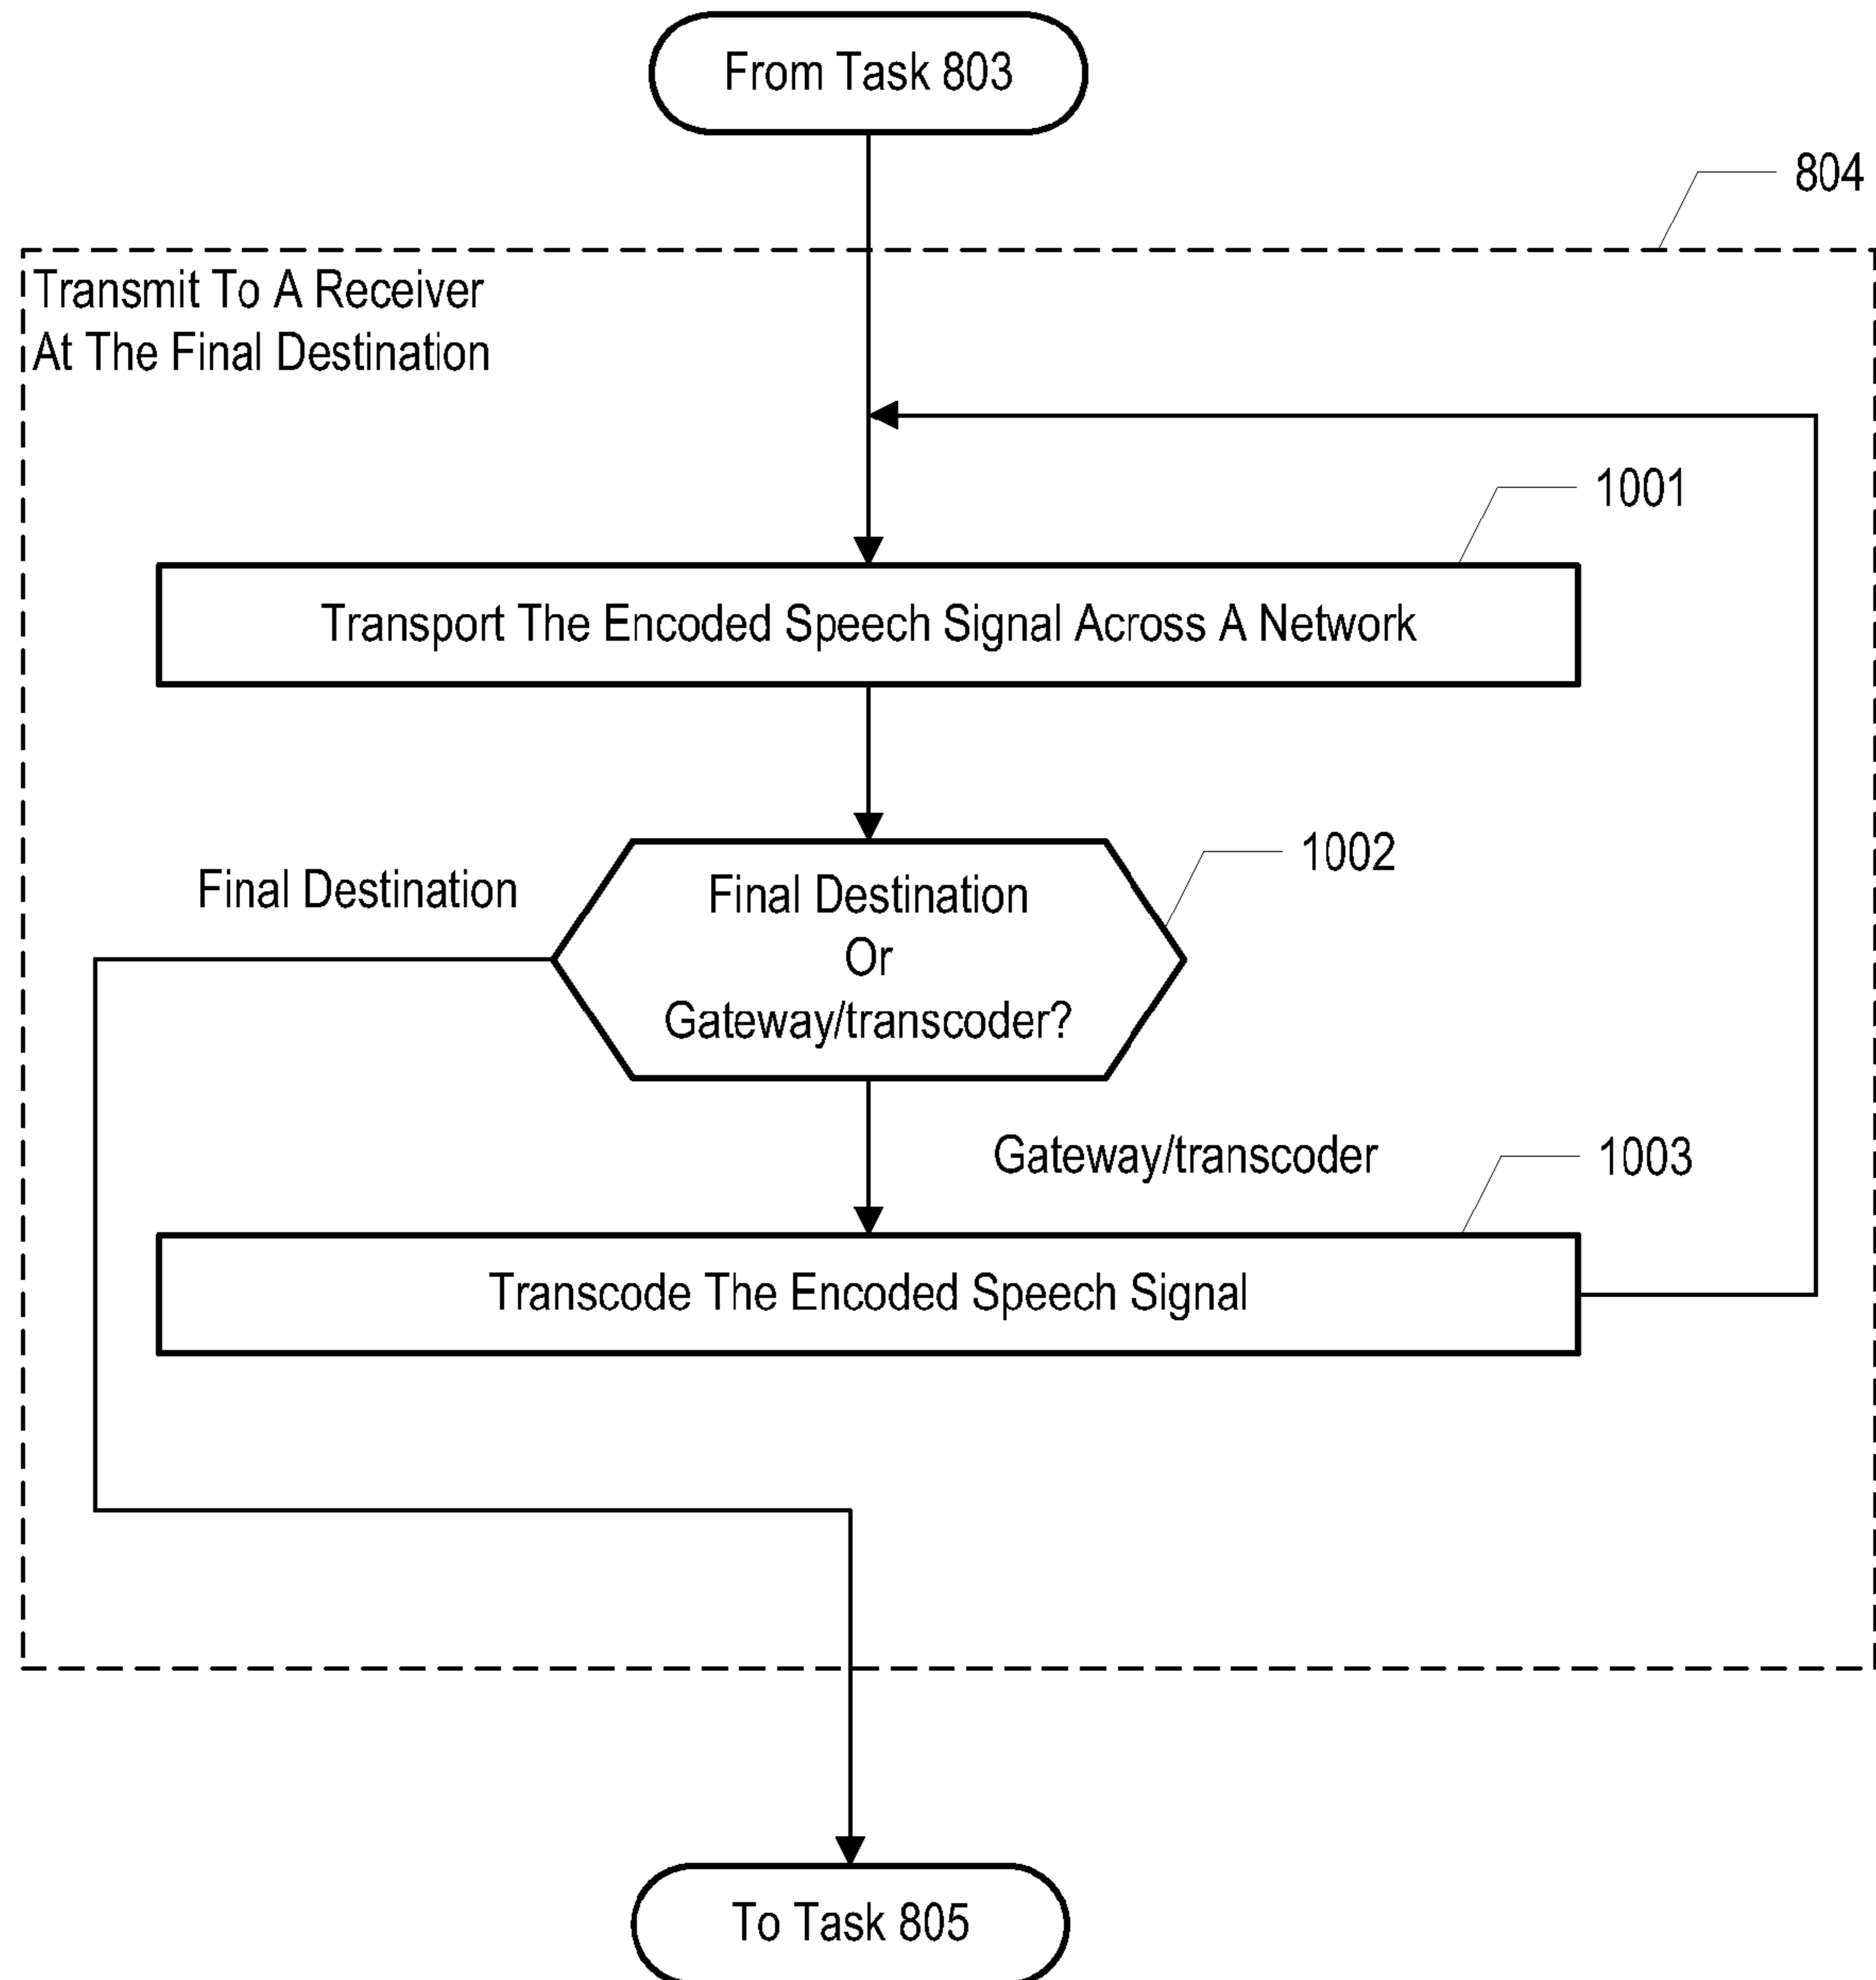 From Task 803
804
Transmit To A Receiver
At The Final Destination
1001
Transport The Encoded Speech Signal Across A Network
1002
Final Destination
Final Destination
Or
Gateway/transcoder?
Gateway/transcoder
1003
Transcode The Encoded Speech Signal
To Task 805